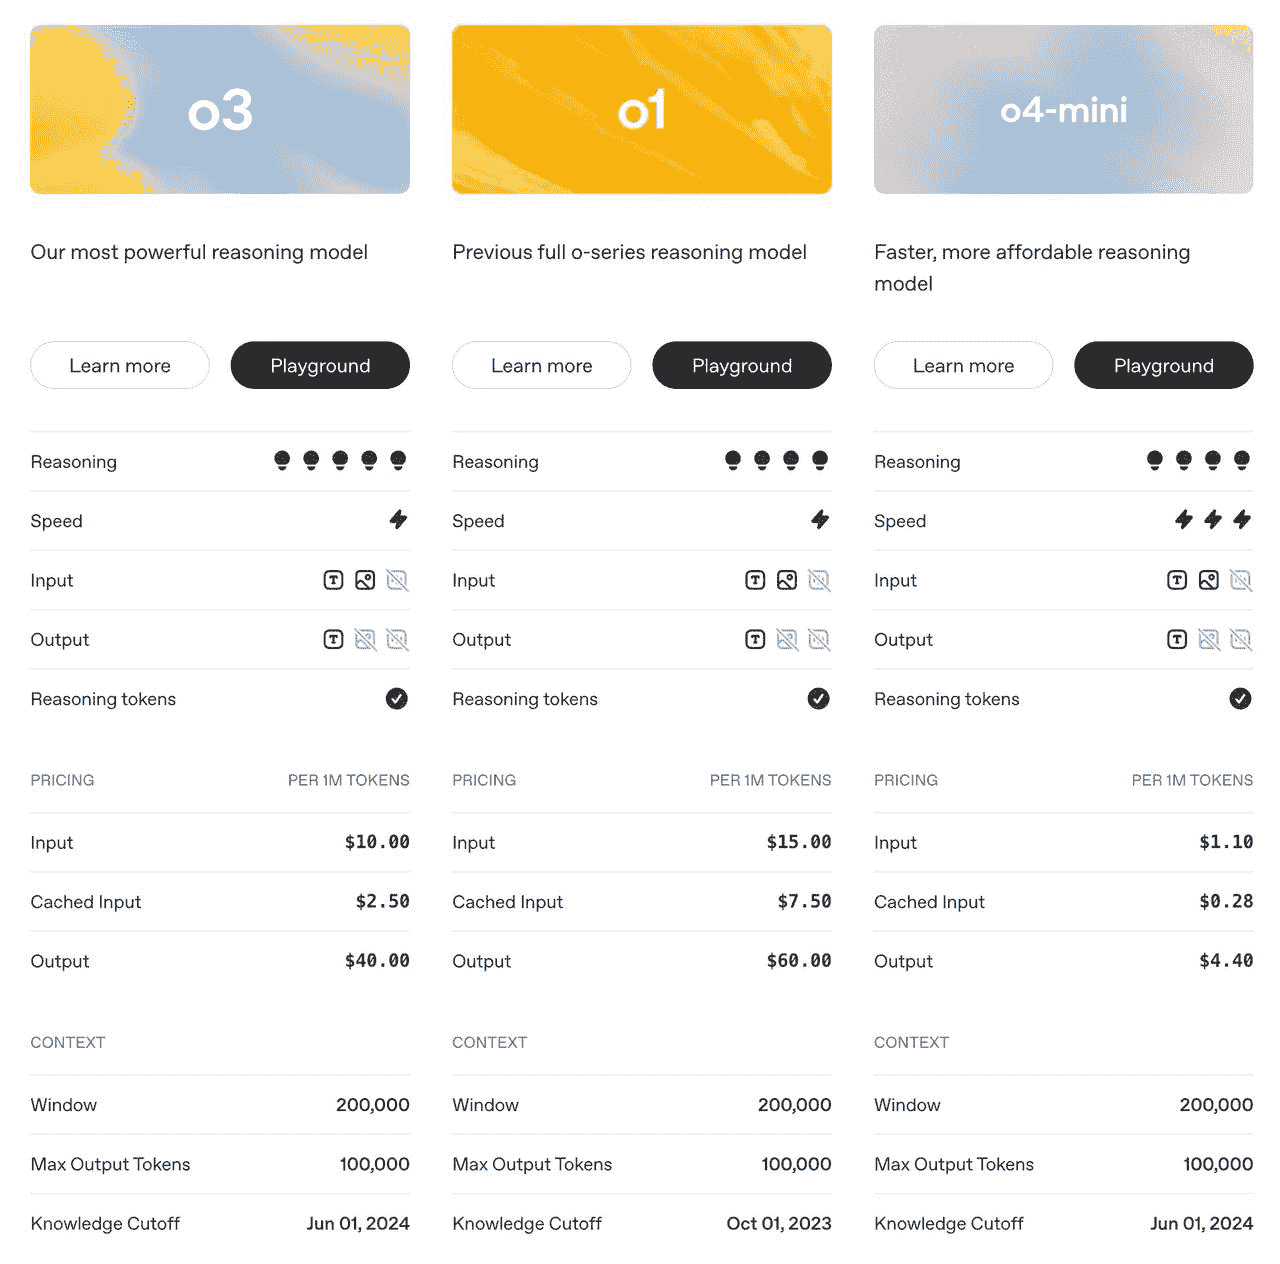 o3
Our most powerful reasoning model
Learn more
Playground
Reasoning
Speed
Input
T
Output
T
Reasoning tokens
PRICING PER 1M TOKENS
Input $10.00
Cached Input $2.50
Output $40.00
CONTEXT
Window 200,000
Max Output Tokens 100,000
Knowledge Cutoff Jun 01, 2024
o1
Previous full o-series reasoning model
Learn more
Playground
Reasoning
Speed
Input
T
Output
T
Reasoning tokens
PRICING PER 1M TOKENS
Input $15.00
Cached Input $7.50
Output $60.00
CONTEXT
Window 200,000
Max Output Tokens 100,000
Knowledge Cutoff Oct 01, 2023
o4-mini
Faster, more affordable reasoning
model
Learn more
Playground
Reasoning
Speed
Input
T
Output
T
Reasoning tokens
PRICING PER 1M TOKENS
Input $1.10
Cached Input $0.28
Output $4.40
CONTEXT
Window 200,000
Max Output Tokens 100,000
Knowledge Cutoff Jun 01, 2024